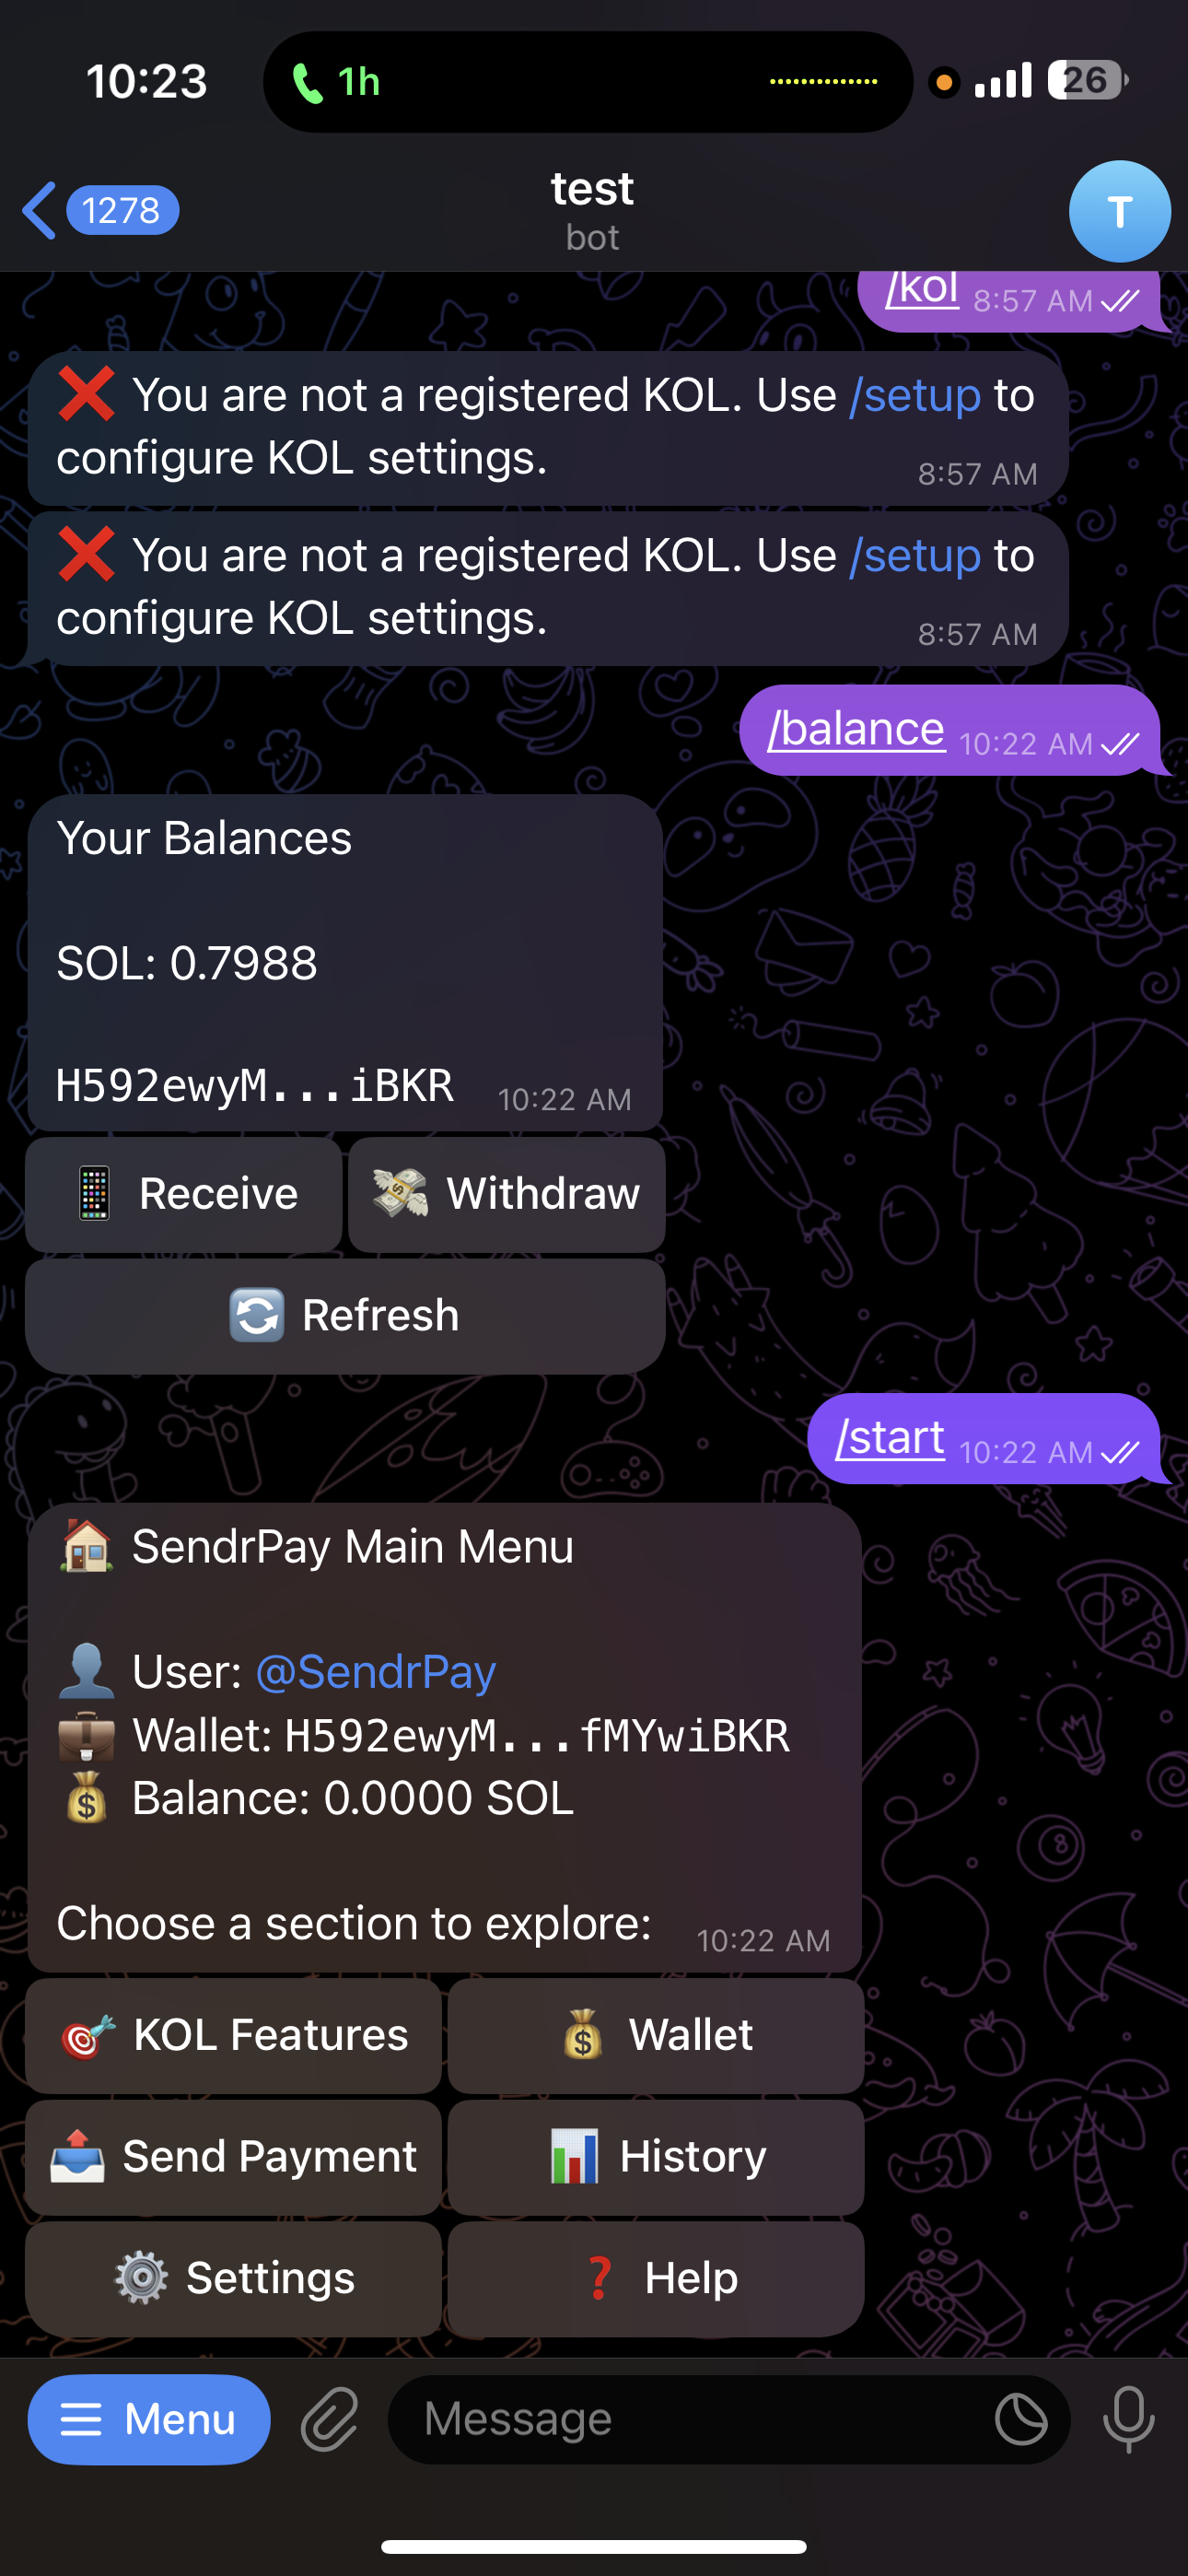 10:23
1h
26
1278
test
bot
T
/kol 8:57 AM
❌ You are not a registered KOL. Use /setup to
configure KOL settings.
8:57 AM
❌ You are not a registered KOL. Use /setup to
configure KOL settings.
8:57 AM
/balance 10:22 AM
Your Balances
SOL: 0.7988
H592ewyM...iBKR 10:22 AM
📱 Receive
💸 Withdraw
🔄 Refresh
/start 10:22 AM
🏠 SendrPay Main Menu
👤 User: @SendrPay
💼 Wallet: H592ewyM...fMYwiBKR
💰 Balance: 0.0000 SOL
Choose a section to explore: 10:22 AM
🎯 KOL Features
💰 Wallet
📤 Send Payment
📊 History
⚙️ Settings
❓ Help
Menu
Message